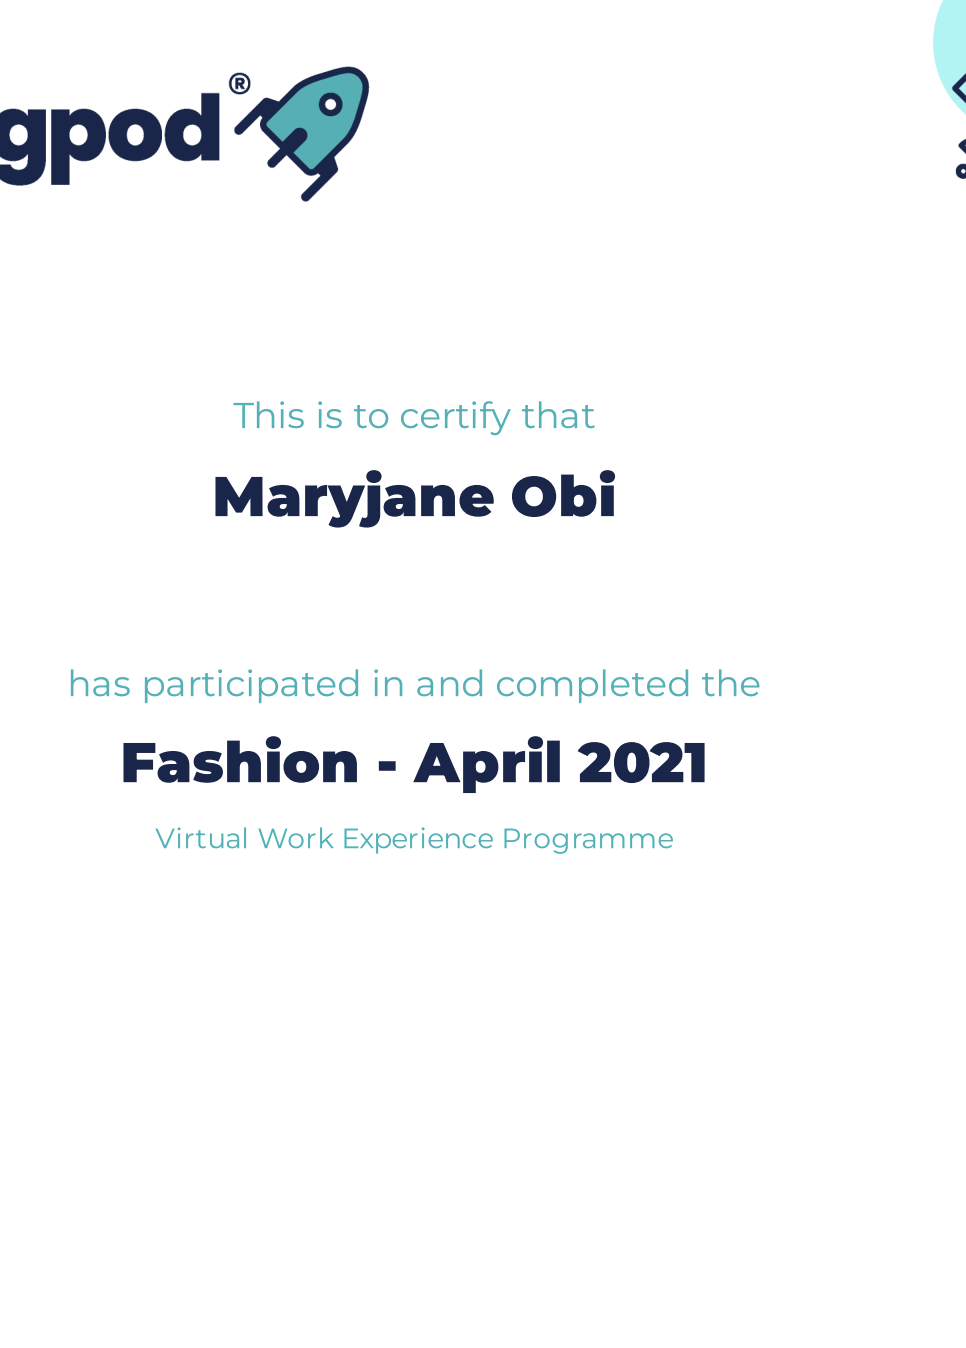 gpod®
This is to certify that
Maryjane Obi
has participated in and completed the
Fashion - April 2021
Virtual Work Experience Programme